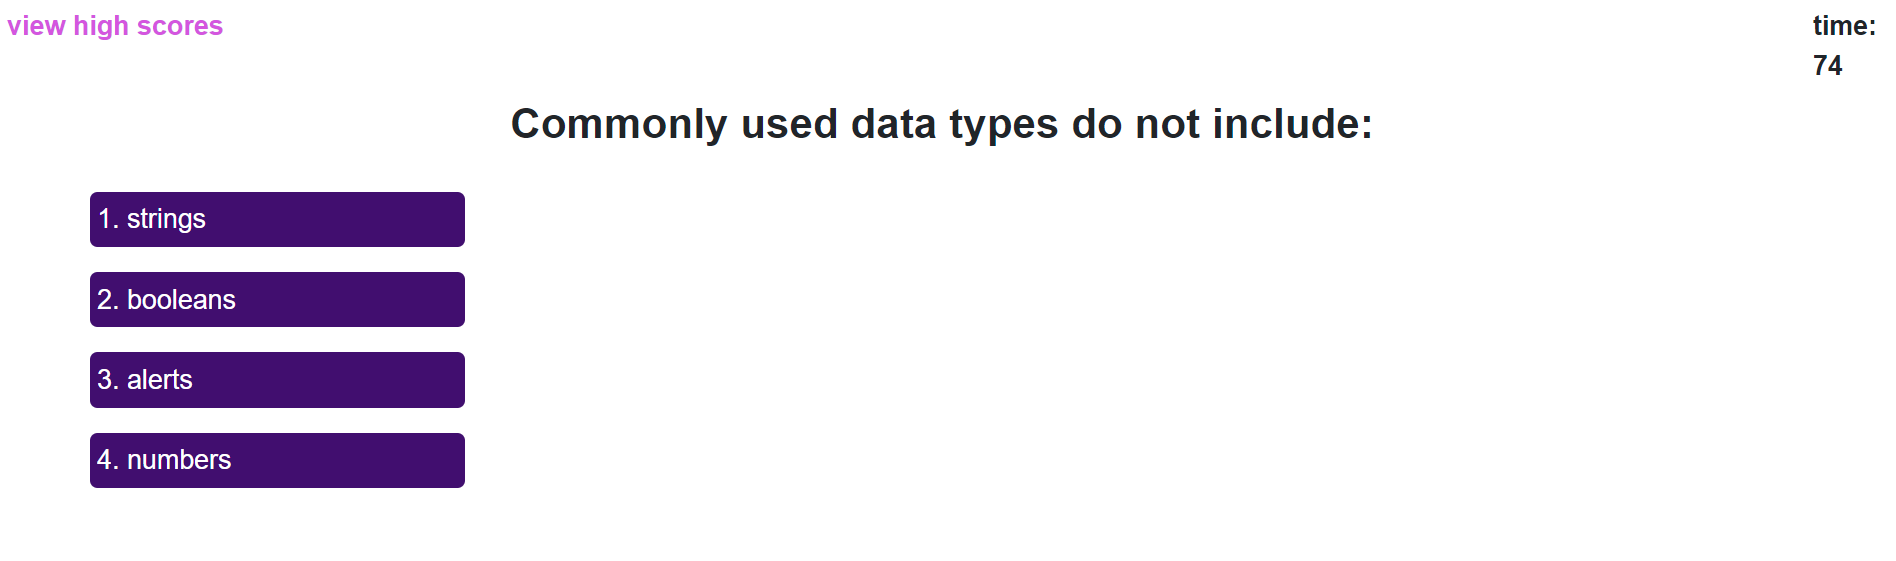 view high scores
time:
74
Commonly used data types do not include:
1. strings
2. booleans
3. alerts
4. numbers